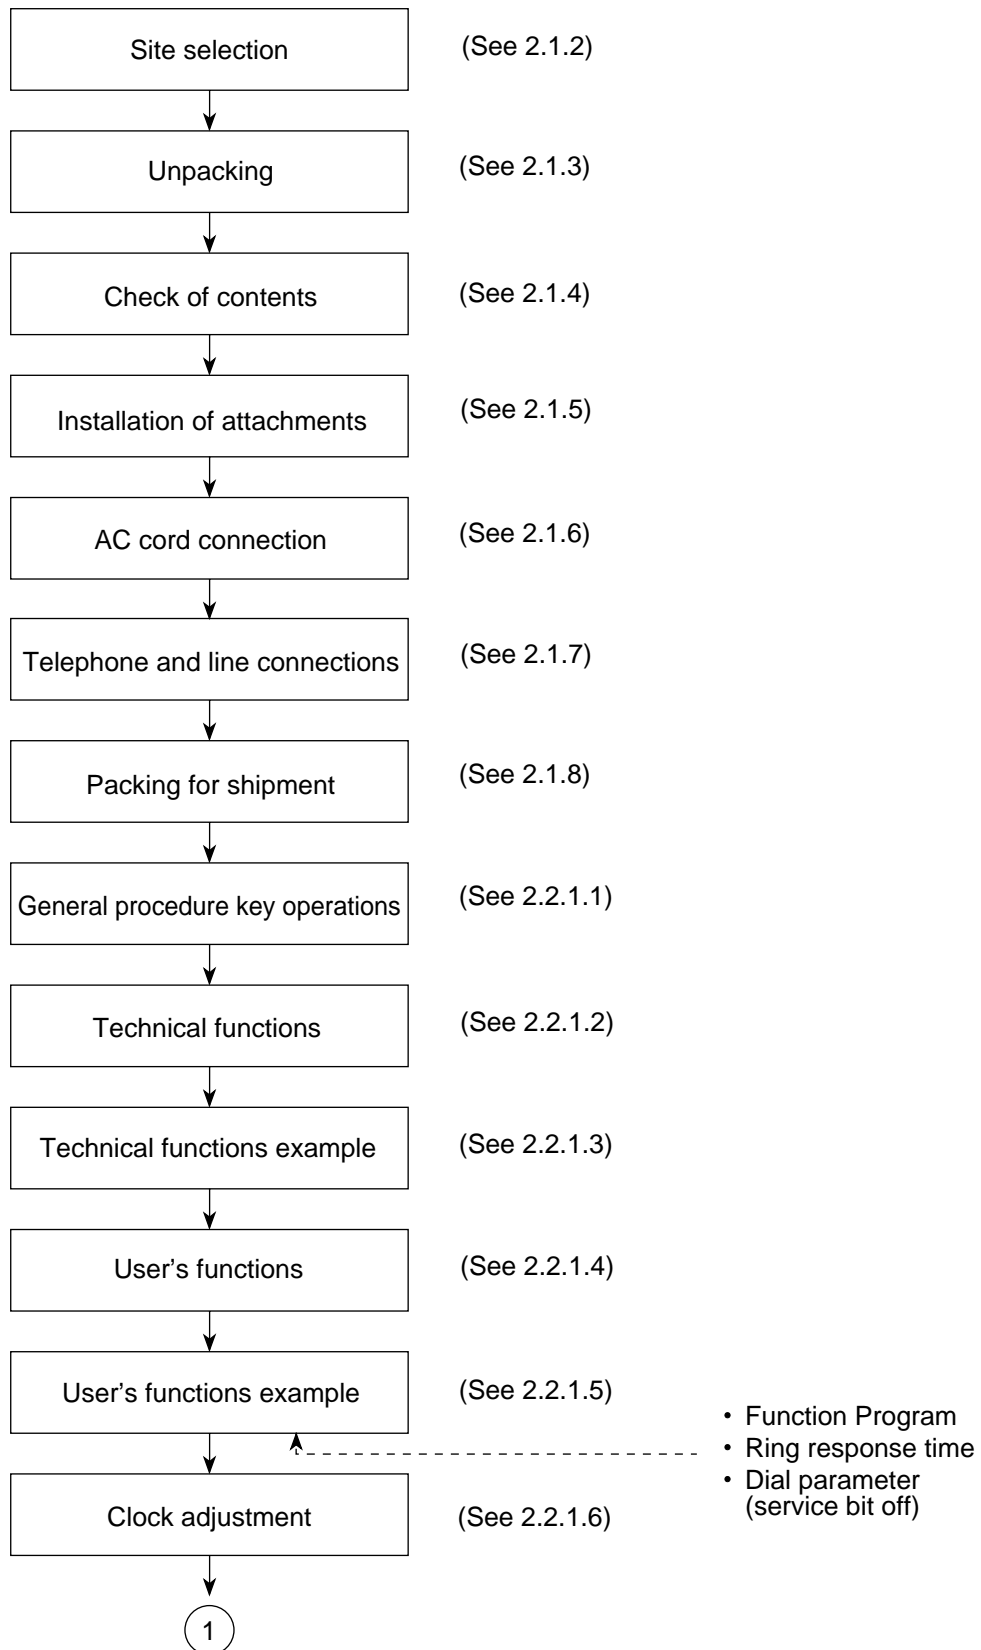 Site selection
(See 2.1.2)
Unpacking
(See 2.1.3)
Check of contents
(See 2.1.4)
Installation of attachments
(See 2.1.5)
AC cord connection
(See 2.1.6)
Telephone and line connections
(See 2.1.7)
Packing for shipment
(See 2.1.8)
General procedure key operations
(See 2.2.1.1)
Technical functions
(See 2.2.1.2)
Technical functions example
(See 2.2.1.3)
User’s functions
(See 2.2.1.4)
User’s functions example
(See 2.2.1.5)
• Function Program
• Ring response time
• Dial parameter
(service bit off)
Clock adjustment
(See 2.2.1.6)
1